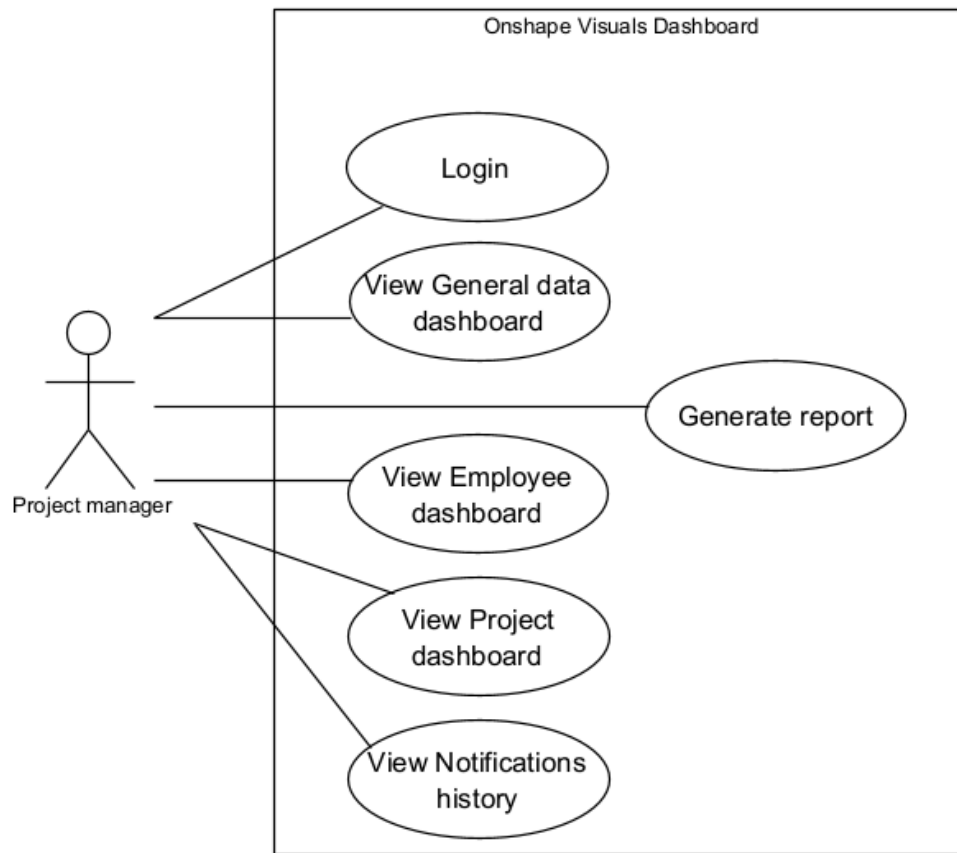 Onshape Visuals Dashboard
Login
View General data
dashboard
Generate report
View Employee
dashboard
Project manager
View Project
dashboard
View Notifications
history